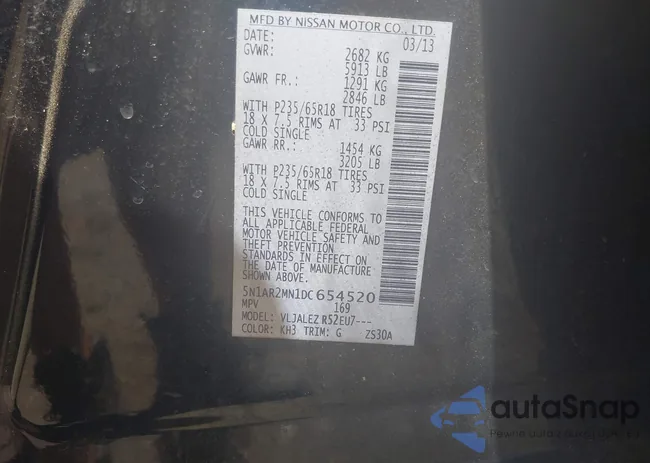 MFD BY NISSAN MOTOR CO., LTD.
DATE: 03/13
GVWR: 2682 KG
5913 LB
GAWR FR.: 1291 KG
2846 LB
WITH P235/65R18 TIRES
18 X 7.5 RIMS AT 33 PSI
COLD SINGLE
GAWR RR.: 1454 KG
3205 LB
WITH P235/65R18 TIRES
18 X 7.5 RIMS AT 33 PSI
COLD SINGLE
THIS VEHICLE CONFORMS TO
ALL APPLICABLE FEDERAL
MOTOR VEHICLE SAFETY AND
THEFT PREVENTION
STANDARDS IN EFFECT ON
THE DATE OF MANUFACTURE
SHOWN ABOVE.
5N1AR2MN1DC654520
MPV 169
MODEL: VLJALEZ R52EU7---
COLOR: KH3 TRIM: G ZS30A
autaSnap